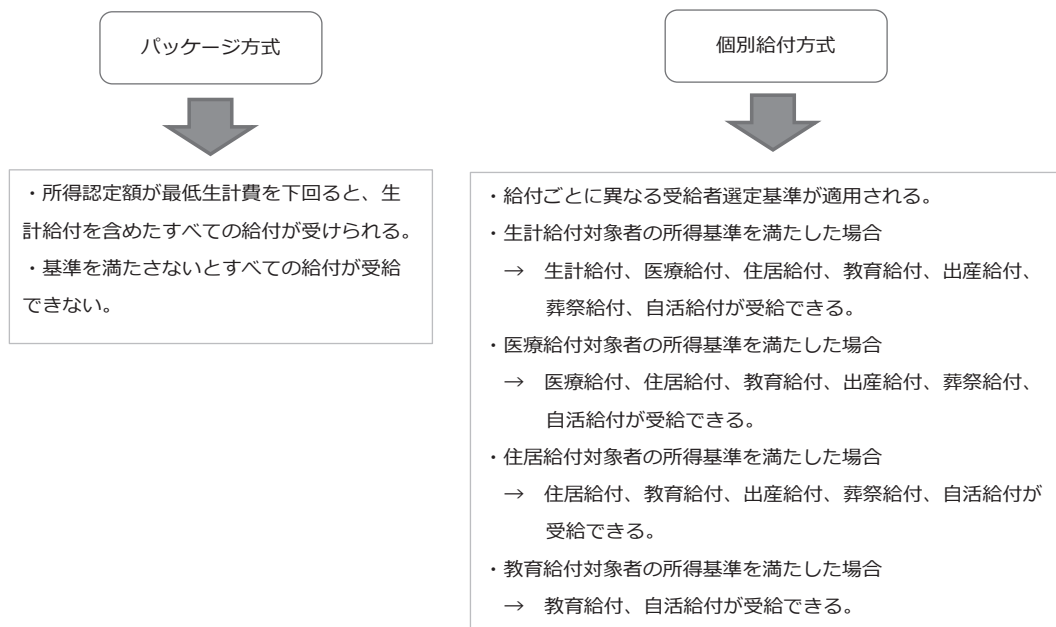 パッケージ方式
・所得認定額が最低生計費を下回ると、生
計給付を含めたすべての給付が受けられる。
・基準を満たさないとすべての給付が受給
できない。
個別給付方式
・給付ごとに異なる受給者選定基準が適用される。
・生計給付対象者の所得基準を満たした場合
→ 生計給付、医療給付、住居給付、教育給付、出産給付、
葬祭給付、自活給付が受給できる。
・医療給付対象者の所得基準を満たした場合
→ 医療給付、住居給付、教育給付、出産給付、葬祭給付、
自活給付が受給できる。
・住居給付対象者の所得基準を満たした場合
→ 住居給付、教育給付、出産給付、葬祭給付、自活給付が
受給できる。
・教育給付対象者の所得基準を満たした場合
→ 教育給付、自活給付が受給できる。